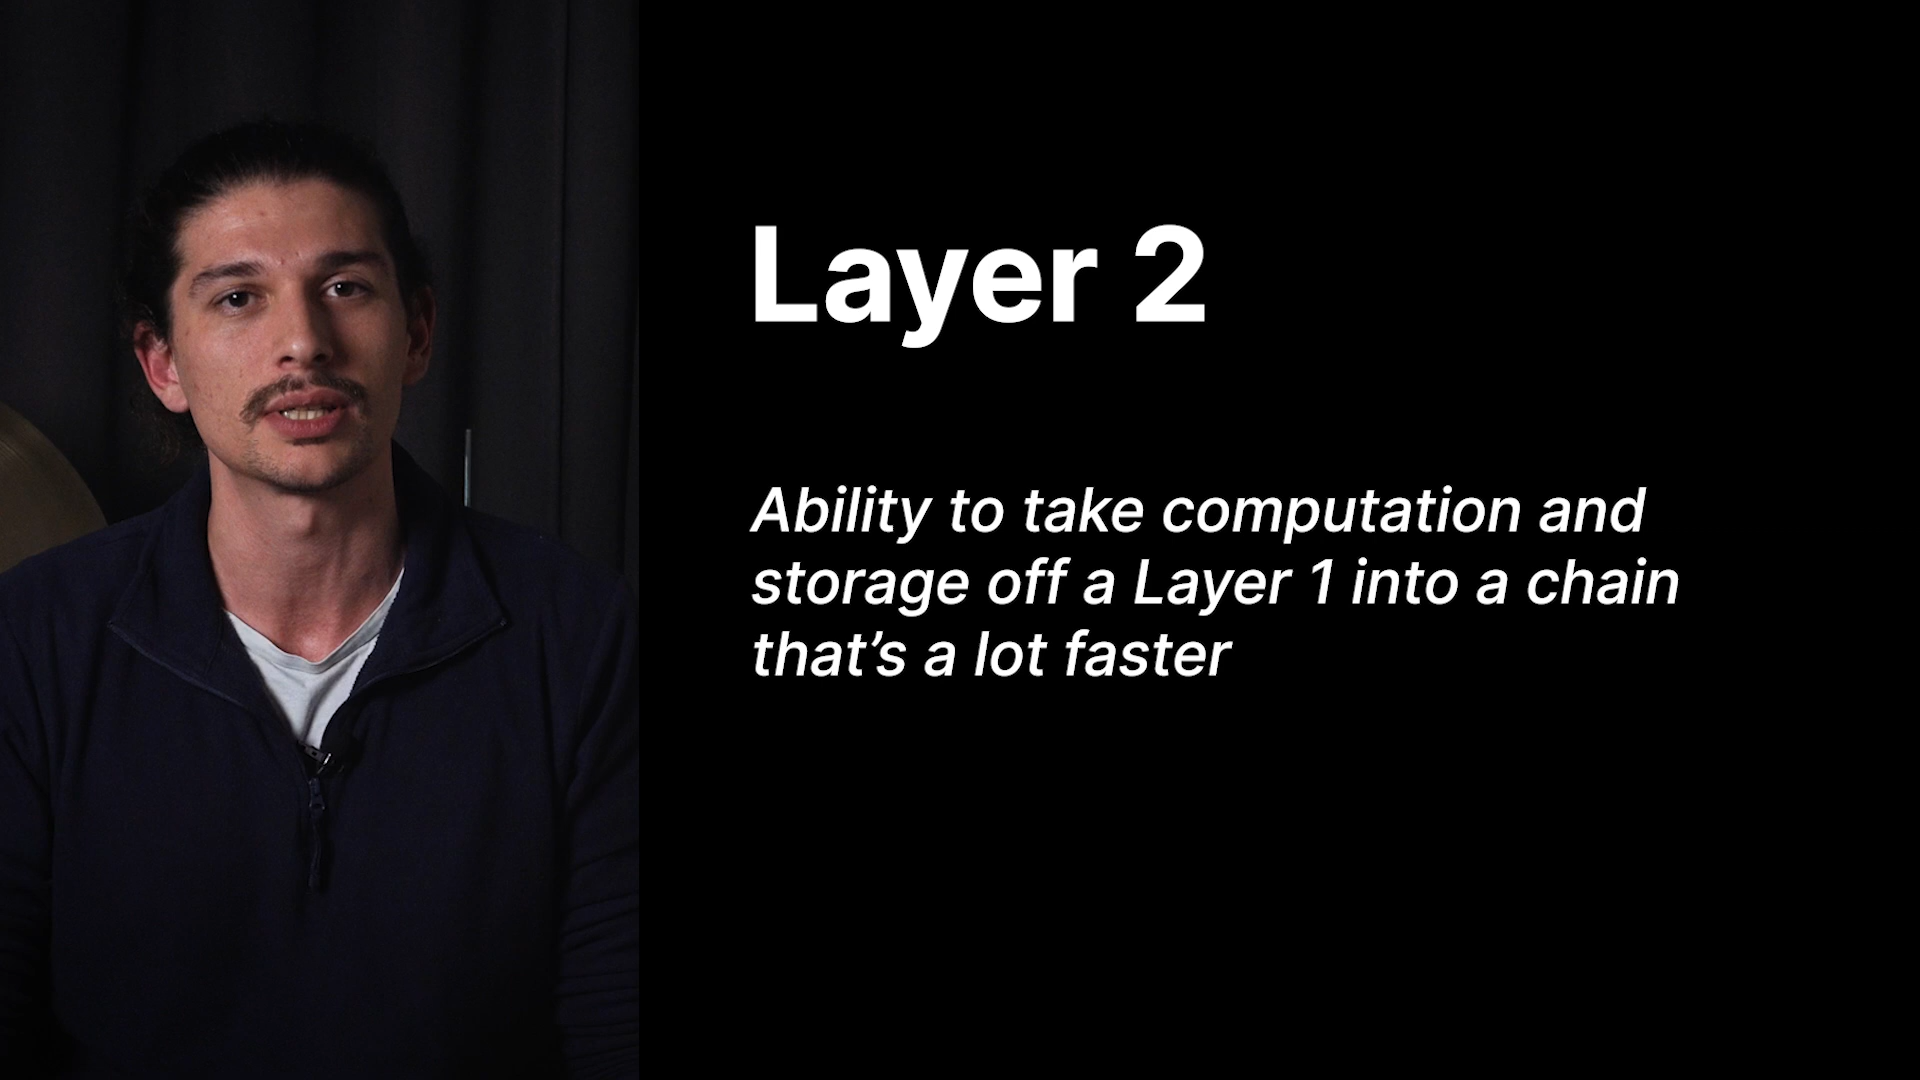 Layer 2
Ability to take computation and
storage off a Layer 1 into a chain
that’s a lot faster